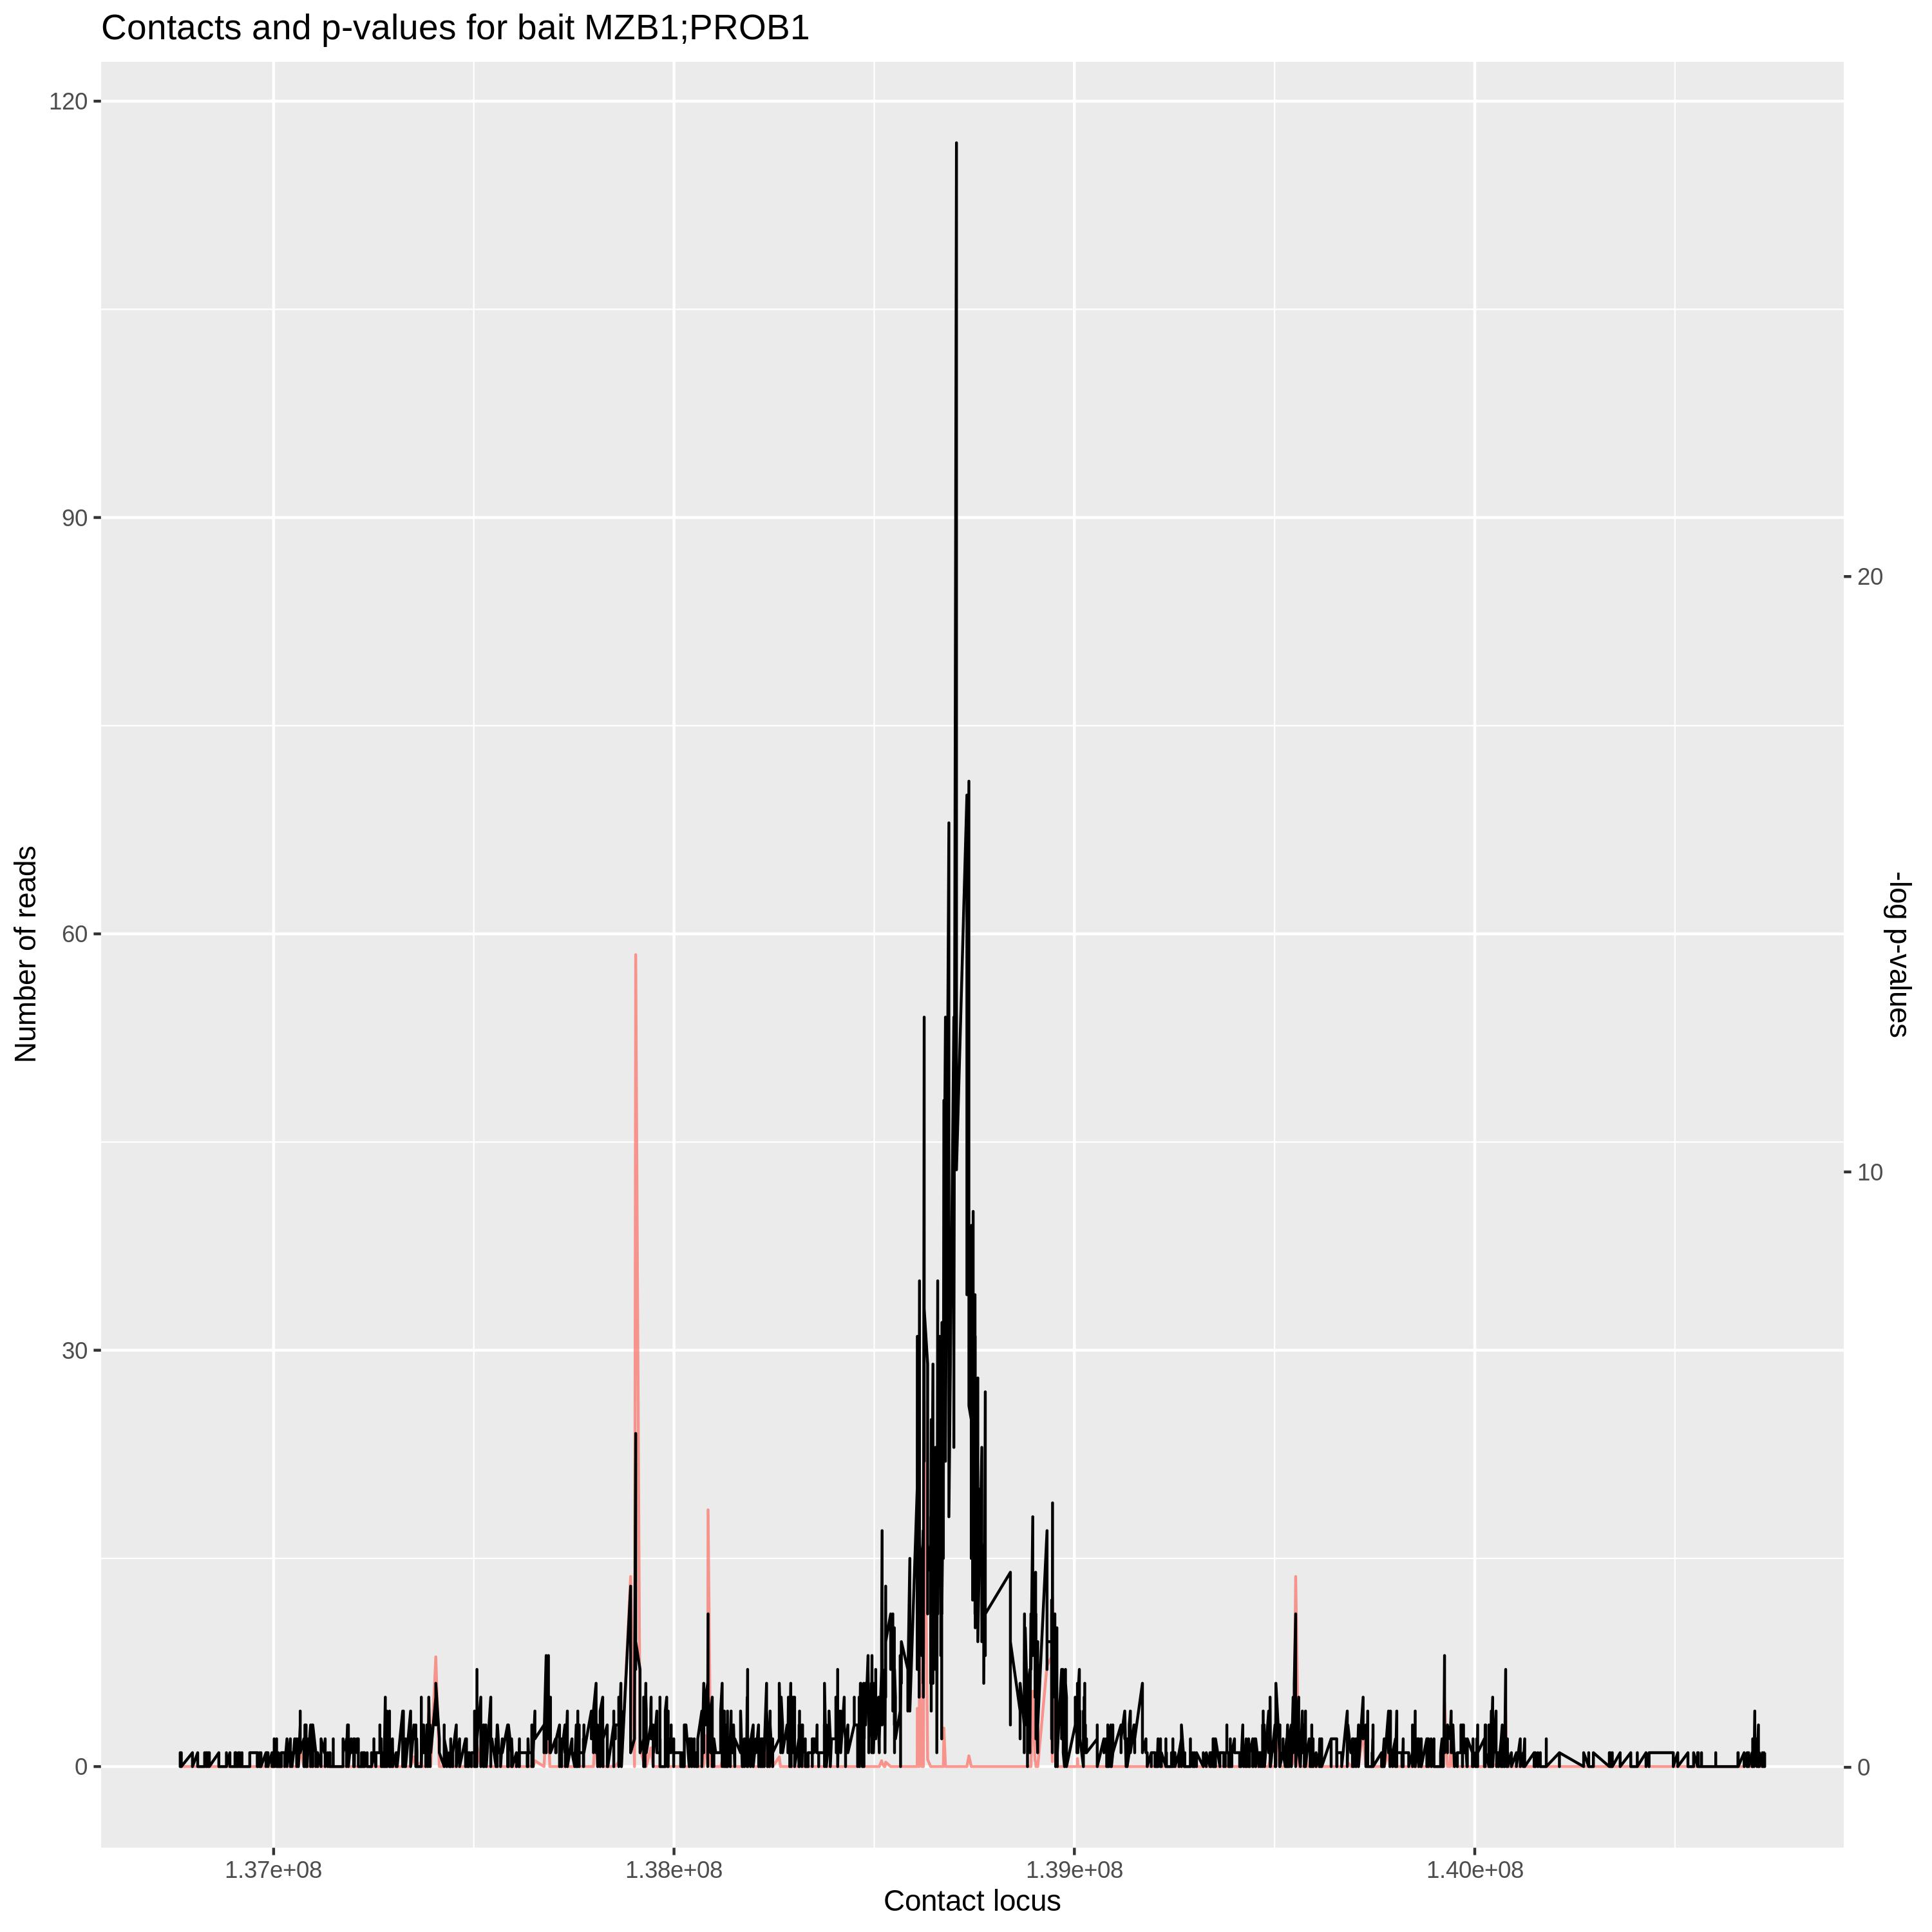 Contacts and p-values for bait MZB1;PROB1
120
90
60
30
0
Number of reads
20
10
0
-log p-values
1.37e+08
1.38e+08
1.39e+08
1.40e+08
Contact locus